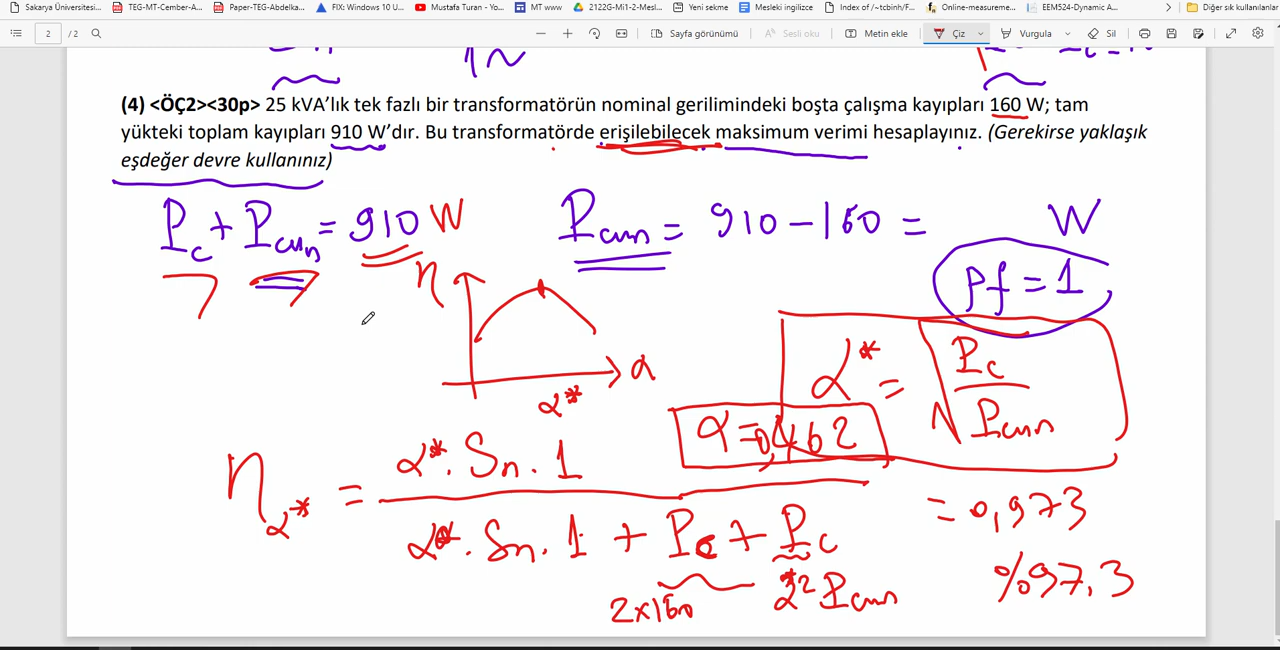 Sakarya Üniversitesi... TEG-MT-Cember-A... Paper-TEG-Abdelka... FIX: Windows 10 U... Mustafa Turan - Yo... MT www 2122G-Mi1-2-Mesl... Yeni sekme Mesleki ingilizce Index of /~tcbinh/F... Online-measureme... EEM524-Dynamic A... Diğer sık kullanılanlar
2 / 2 Sayfa görünümü Sesli oku Metin ekle Çiz Vurgula Sil
(4) <ÖÇ2><30p> 25 kVA'lık tek fazlı bir transformatörün nominal gerilimindeki boşta çalışma kayıpları 160 W; tam
yükteki toplam kayıpları 910 W'dır. Bu transformatörde erişilebilecek maksimum verimi hesaplayınız. (Gerekirse yaklaşık
eşdeğer devre kullanınız)
Pc + Pcun = 910 W Pcun = 910 - 160 = W
pf = 1
η
α
α*
α* = √ Pc / Pcun
α = 0,462
ηα* = α* . Sn . 1
α* . Sn . 1 + Pc + Pc
= 0,973
2x160 α*² Pcun
%97,3